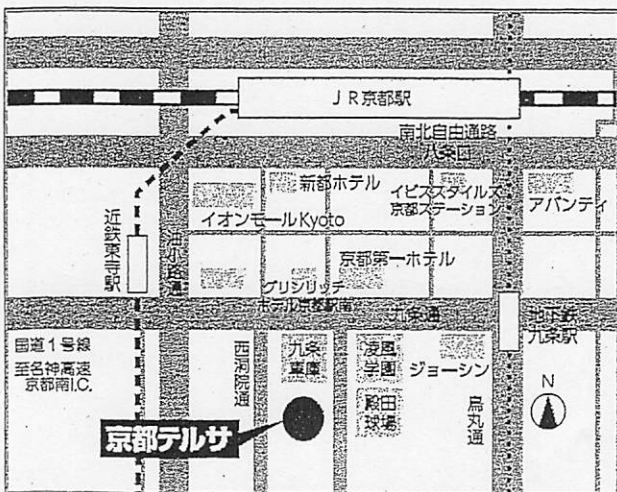 JR京都駅
南北自由通路
八条口
新都ホテル
イビススタイルズ
京都ステーション
アバンティ
イオンモールKyoto
近鉄東寺駅
油小路通
京都第一ホテル
グリンリッチ
ホテル京都駅南
九条通
地下鉄
九条駅
国道1号線
至名神高速
京都南I.C.
西洞院通
九条
車庫
凌風
学園
ジョーシン
殿田
球場
烏丸通
N
京都テルサ